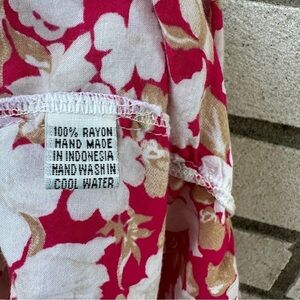 100% RAYON
HAND MADE
IN INDONESIA
HAND WASH IN
COOL WATER